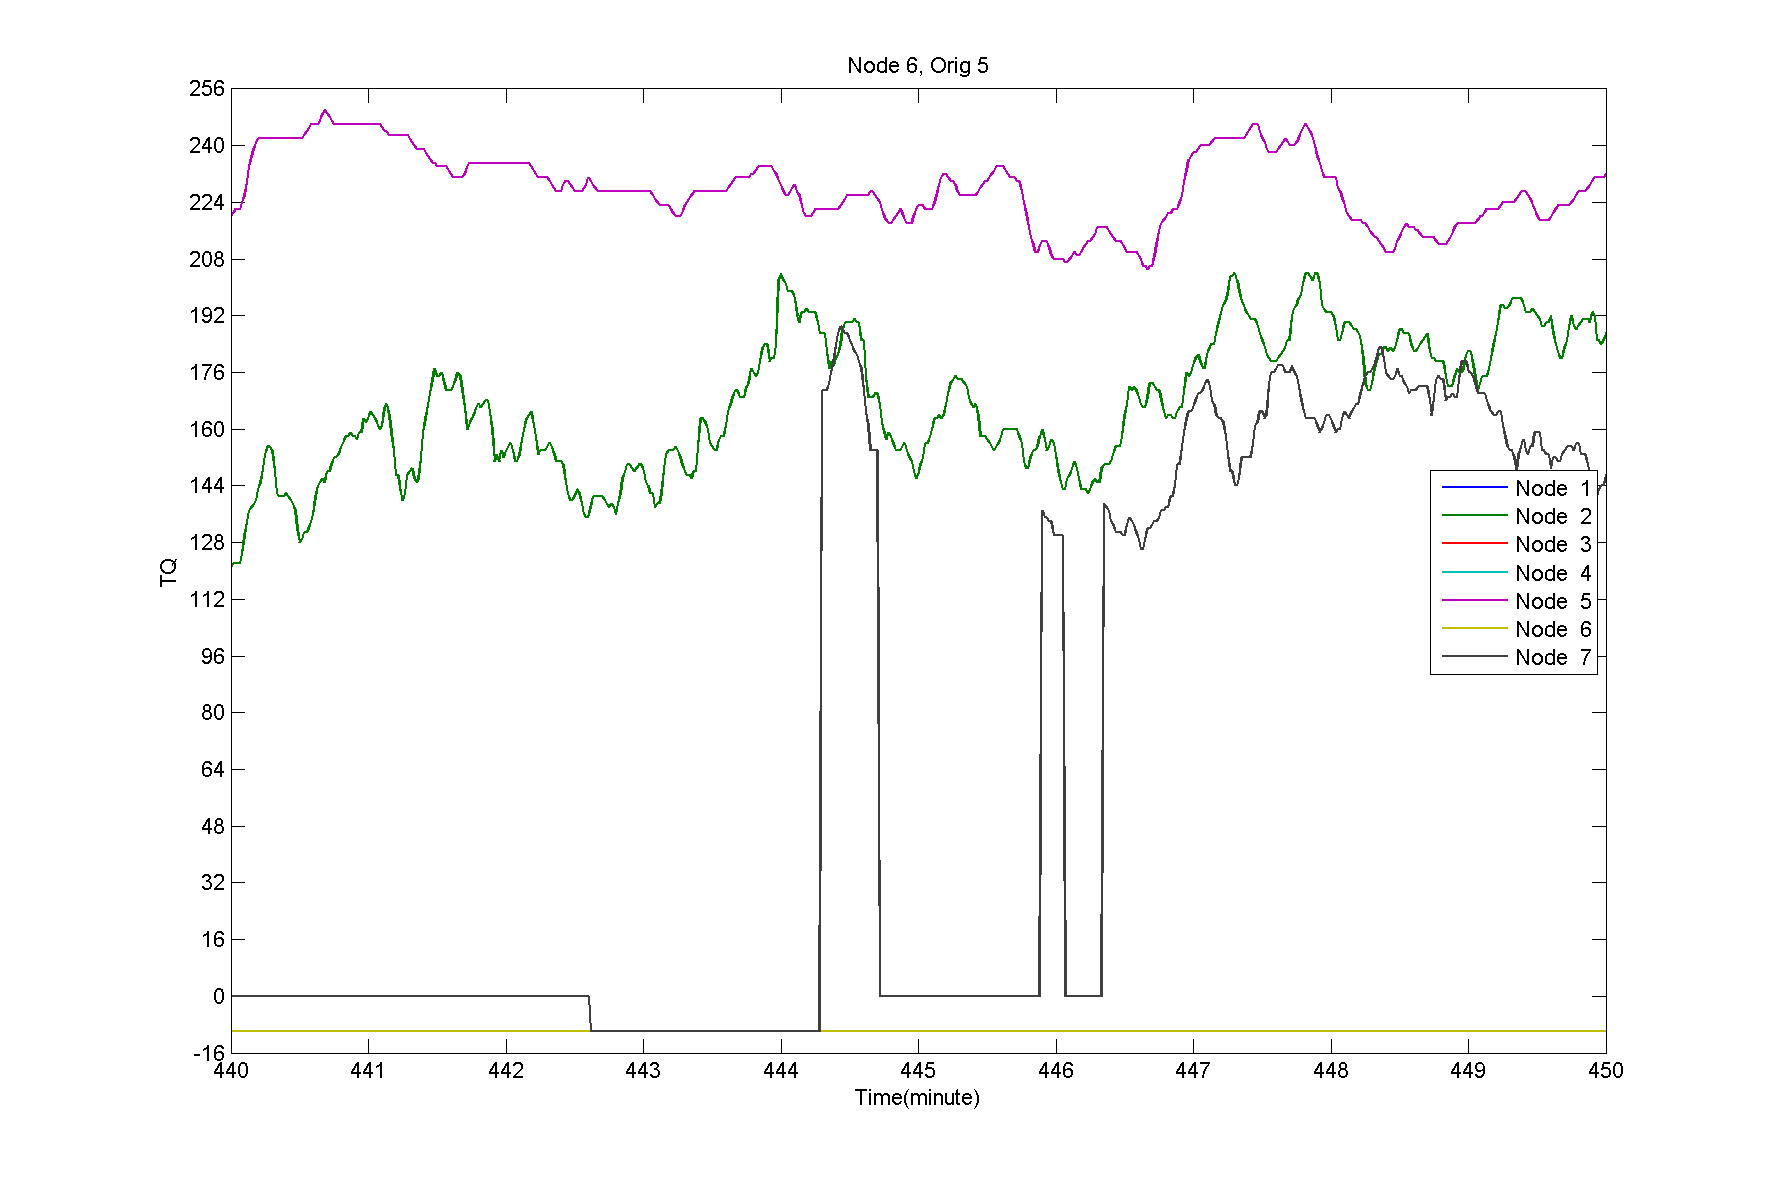 Node 6, Orig 5
256
240
224
208
192
176
160
144
128
112
96
80
64
48
32
16
0
-16
TQ
Node 1
Node 2
Node 3
Node 4
Node 5
Node 6
Node 7
440 441 442 443 444 445 446 447 448 449 450
Time(minute)